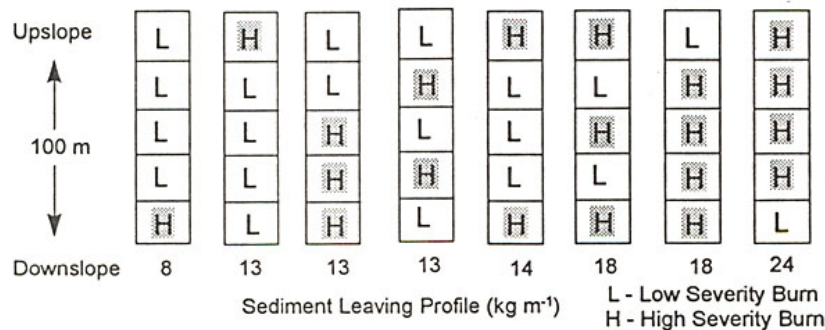 Upslope L H L L H H L H
L L L H L L H H
100 m L L H L L H H H
L L H H L L H H
H L H L H H H L
Downslope 8 13 13 13 14 18 18 24
Sediment Leaving Profile (kg m⁻¹)
L - Low Severity Burn
H - High Severity Burn